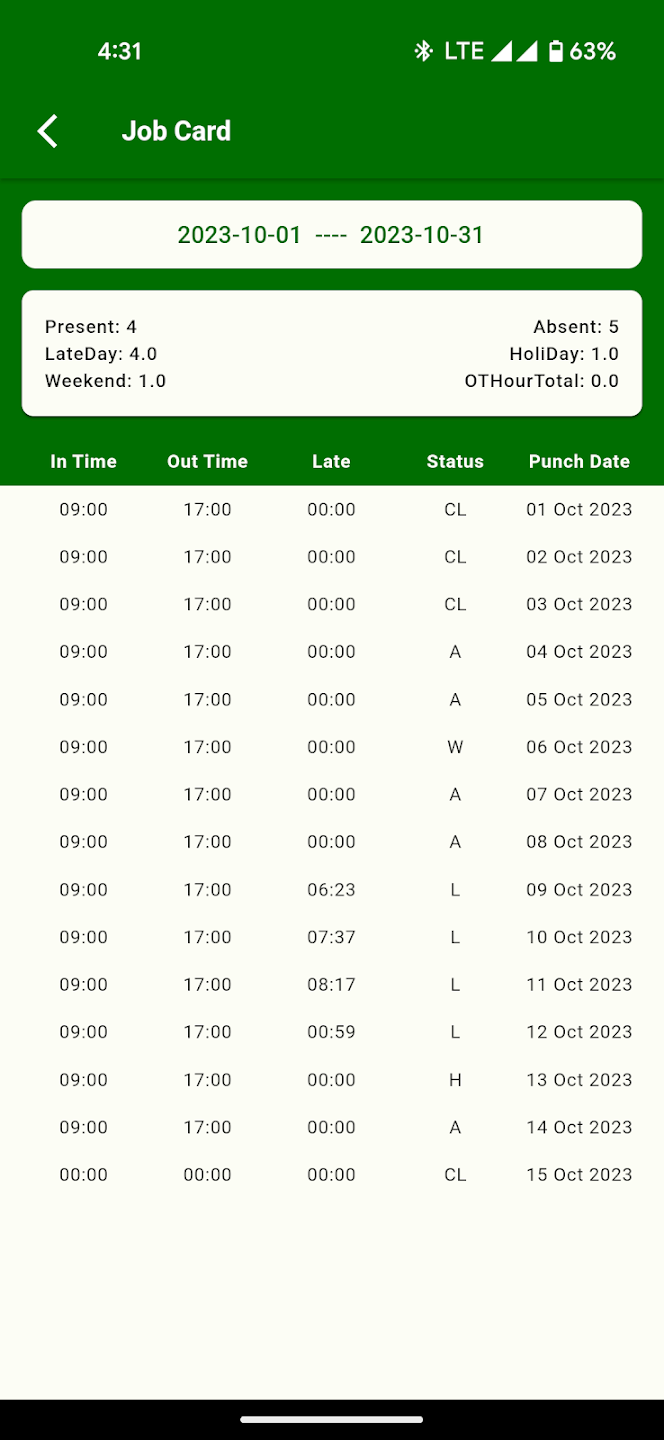 4:31 LTE 63%
Job Card
2023-10-01 ---- 2023-10-31
Present: 4 Absent: 5
LateDay: 4.0 HoliDay: 1.0
Weekend: 1.0 OTHourTotal: 0.0
In Time Out Time Late Status Punch Date
09:00 17:00 00:00 CL 01 Oct 2023
09:00 17:00 00:00 CL 02 Oct 2023
09:00 17:00 00:00 CL 03 Oct 2023
09:00 17:00 00:00 A 04 Oct 2023
09:00 17:00 00:00 A 05 Oct 2023
09:00 17:00 00:00 W 06 Oct 2023
09:00 17:00 00:00 A 07 Oct 2023
09:00 17:00 00:00 A 08 Oct 2023
09:00 17:00 06:23 L 09 Oct 2023
09:00 17:00 07:37 L 10 Oct 2023
09:00 17:00 08:17 L 11 Oct 2023
09:00 17:00 00:59 L 12 Oct 2023
09:00 17:00 00:00 H 13 Oct 2023
09:00 17:00 00:00 A 14 Oct 2023
00:00 00:00 00:00 CL 15 Oct 2023